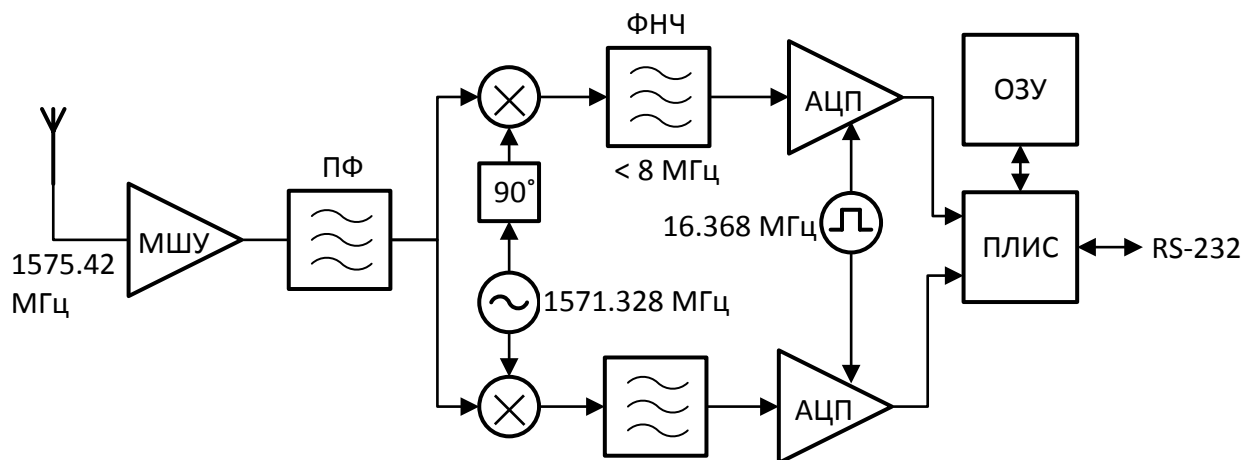 ФНЧ
АЦП
ОЗУ
ПФ
90°
< 8 МГц
16.368 МГц
МШУ
ПЛИС
RS-232
1575.42
МГц
1571.328 МГц
АЦП